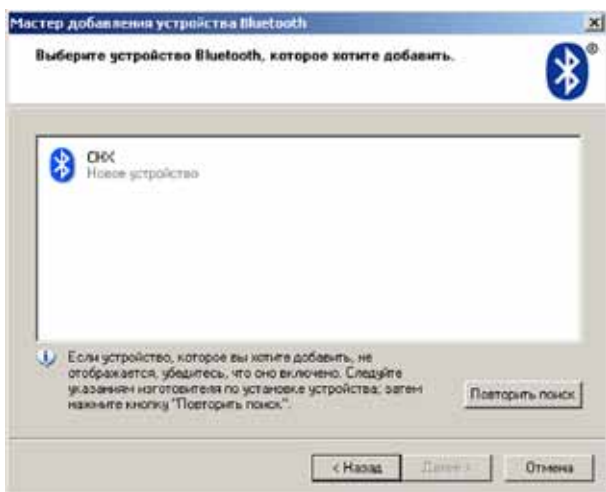 Мастер добавления устройства Bluetooth
Выберите устройство Bluetooth, которое хотите добавить.
CHX
Новое устройство
Если устройство, которое вы хотите добавить, не
отображается, убедитесь, что оно включено. Следуйте
указаниям изготовителя по установке устройства; затем
нажмите кнопку "Повторить поиск".
Повторить поиск
< Назад
Далее >
Отмена